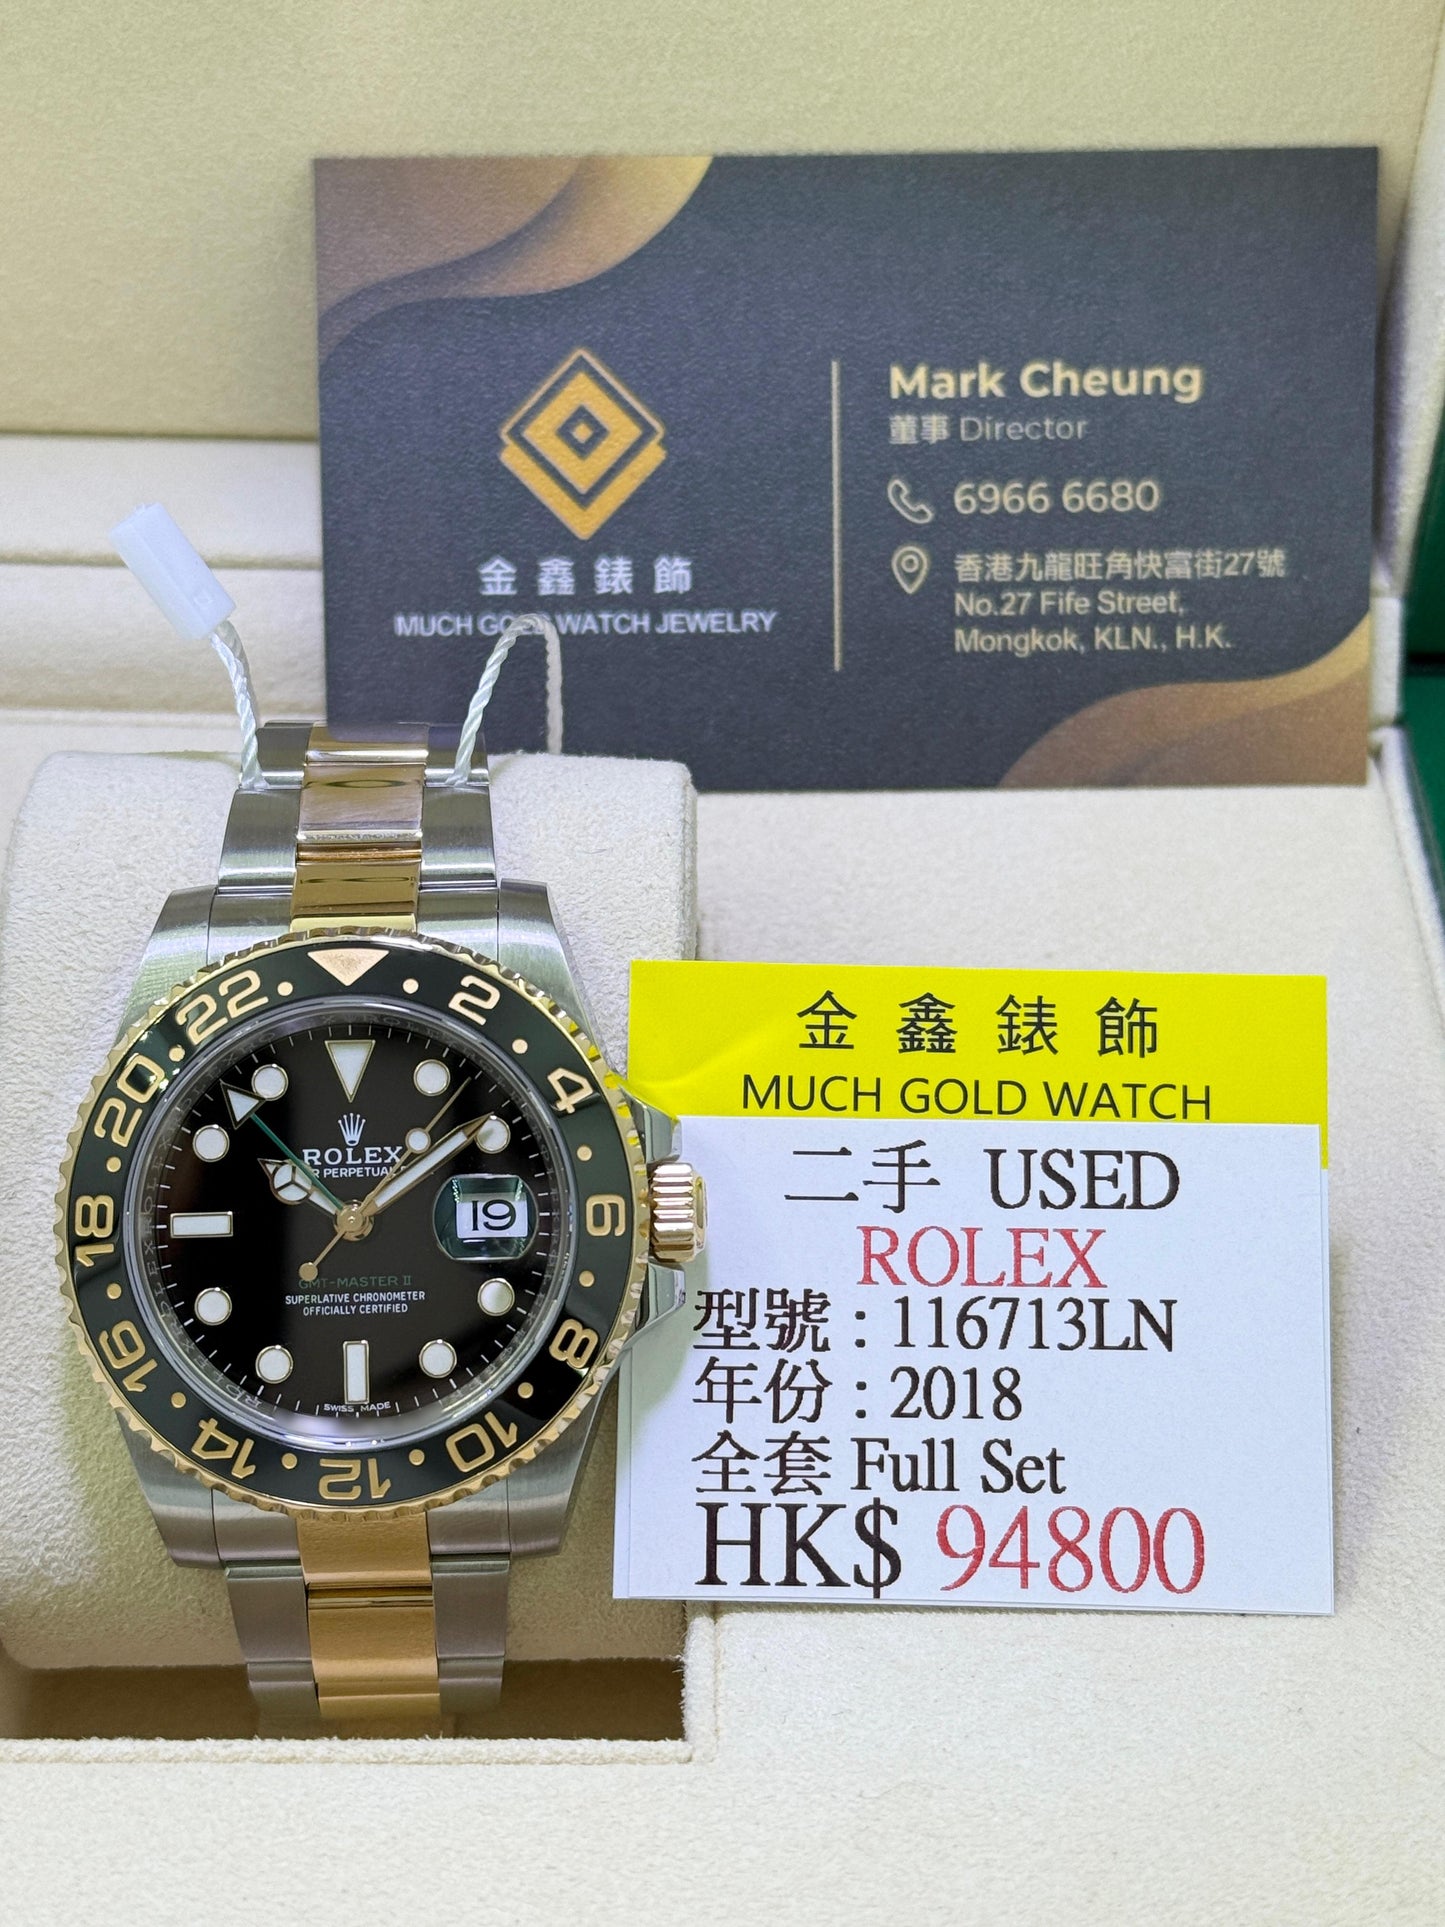 Mark Cheung
董事 Director
6966 6680
香港九龍旺角快富街27號
No.27 Fife Street,
Mongkok, KLN., H.K.
金鑫錶飾
MUCH GOLD WATCH JEWELRY
金鑫錶飾
MUCH GOLD WATCH
二手 USED
ROLEX
型號：116713LN
年份：2018
全套 Full Set
HK$ 94800
22
2
20
4
18
6
16
8
14
12
10
ROLEX
PERPETUAL
19
GMT-MASTER II
SUPERLATIVE CHRONOMETER
OFFICIALLY CERTIFIED
SWISS MADE